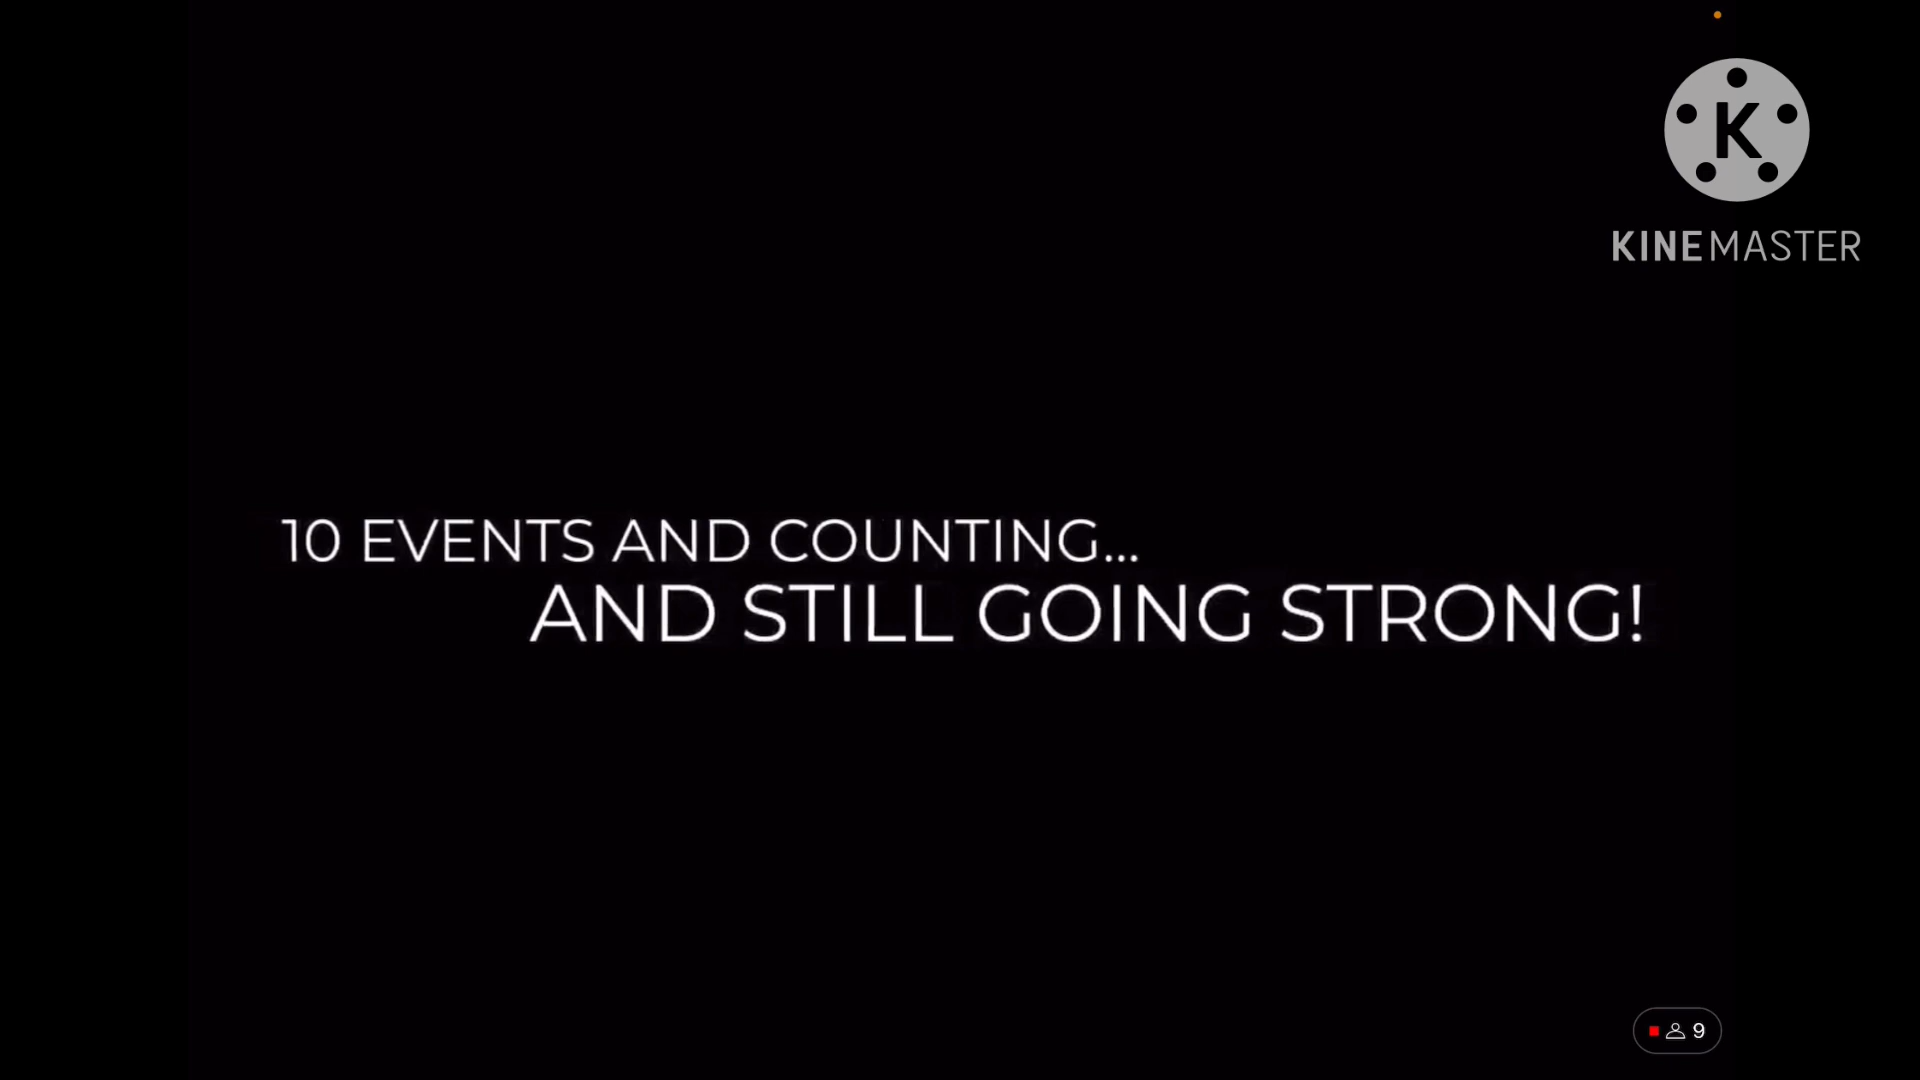 K
KINEMASTER
10 EVENTS AND COUNTING...
AND STILL GOING STRONG!
9